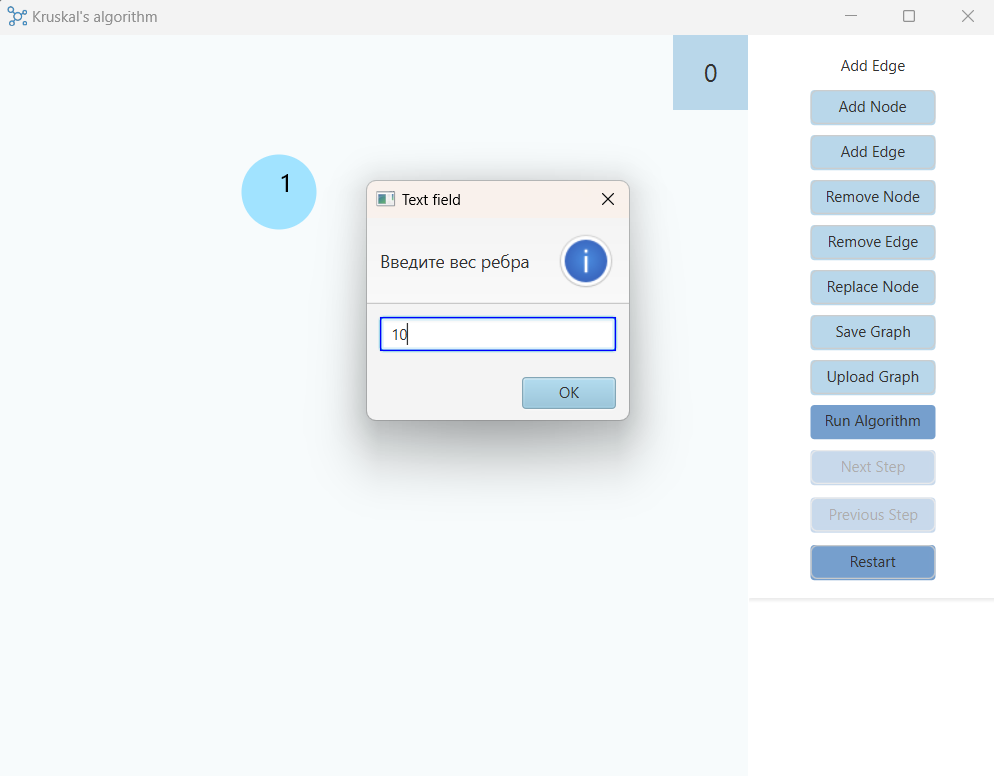 Kruskal's algorithm
0
Add Edge
Add Node
1
Add Edge
Text field
Remove Node
Введите вес ребра
Remove Edge
Replace Node
10
Save Graph
Upload Graph
OK
Run Algorithm
Next Step
Previous Step
Restart